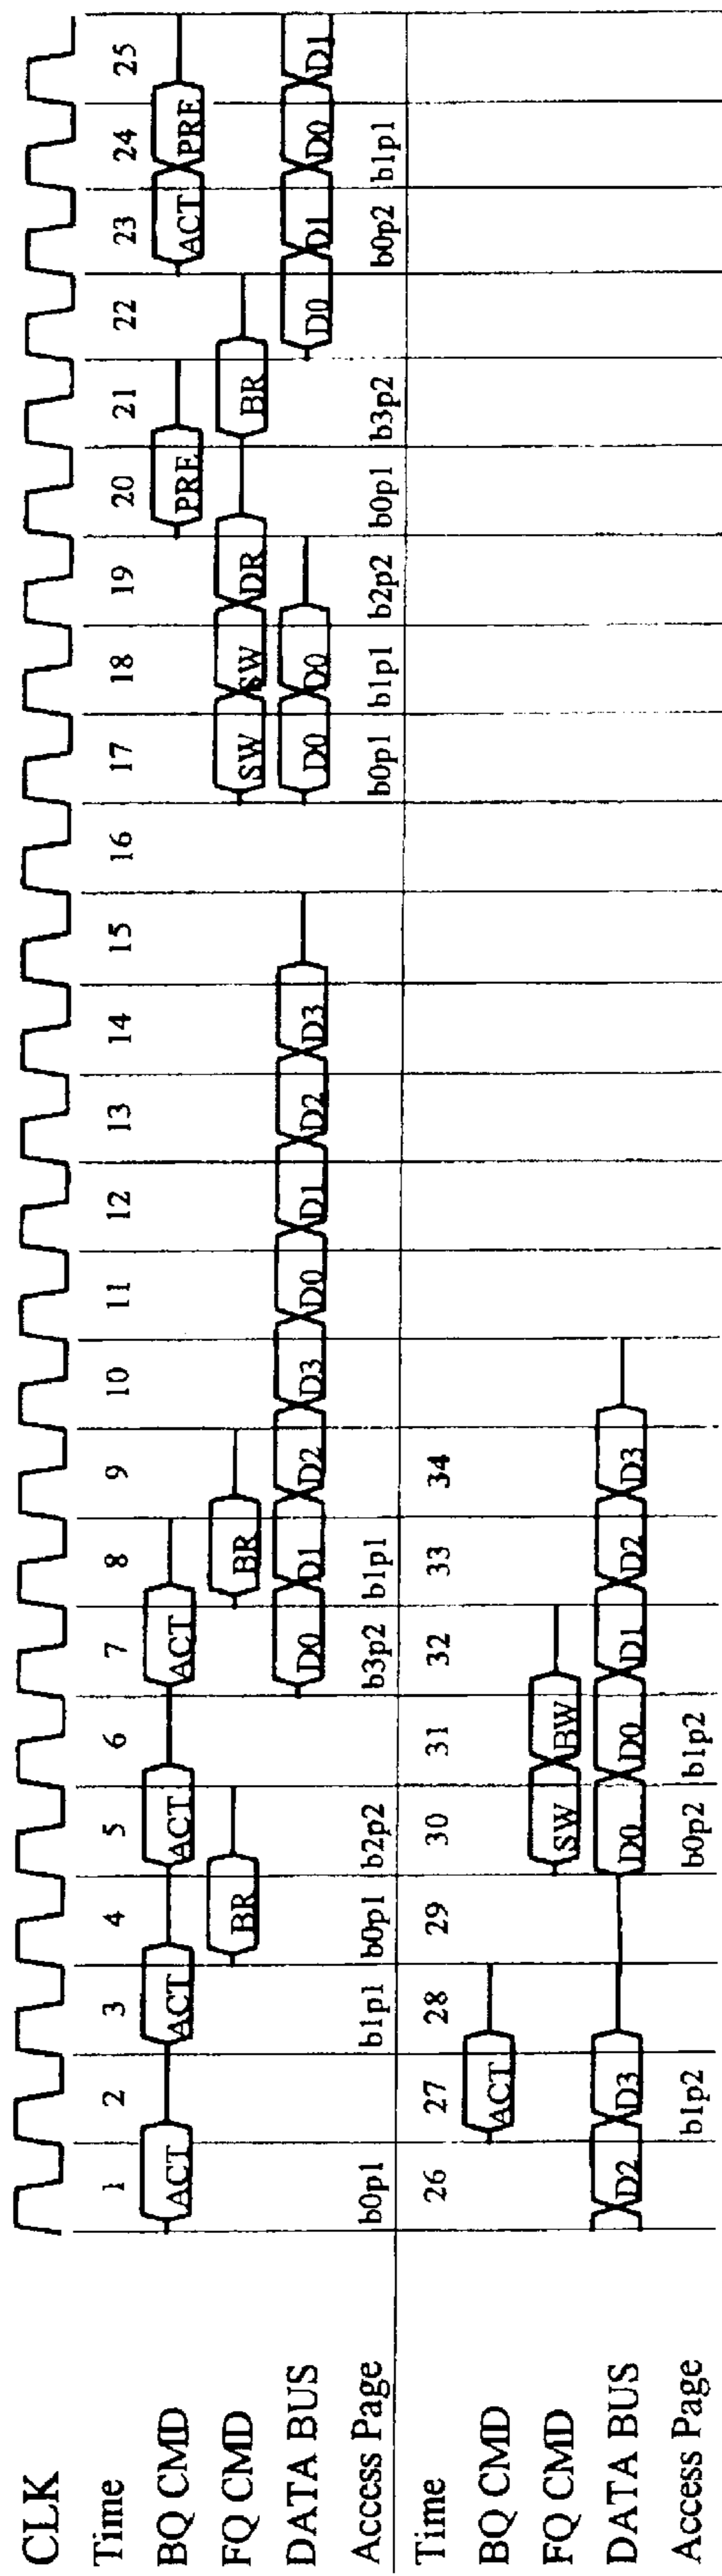 CLK
Time 1 2 3 4 5 6 7 8 9 10 11 12 13 14 15 16 17 18 19 20 21 22 23 24 25
BQ CMD ACT ACT ACT ACT PRE ACT PRE
FQ CMD BR BR SW SW DR BR
DATA BUS D0 D1 D2 D3 D0 D1 D2 D3 D0 D0 D0 D1 D0 D1
Access Page b0p1 b1p1 b0p1 b2p2 b3p2 b1p1 b0p1 b1p1 b2p2 b0p1 b3p2 b0p2 b1p1
Time 26 27 28 29 30 31 32 33 34
BQ CMD ACT
FQ CMD SW BW
DATA BUS D2 D3 D0 D0 D1 D2 D3
Access Page b1p2 b0p2 b1p2